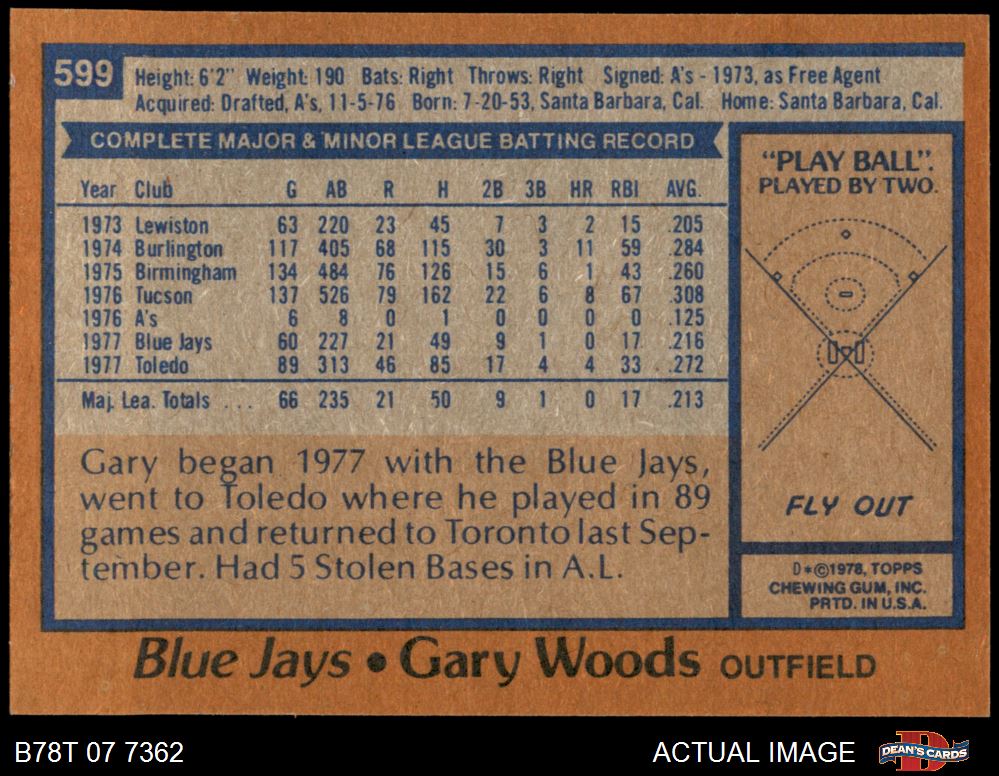 599
Height: 6'2" Weight: 190 Bats: Right Throws: Right Signed: A's - 1973, as Free Agent
Acquired: Drafted, A's, 11-5-76 Born: 7-20-53, Santa Barbara, Cal. Home: Santa Barbara, Cal.
COMPLETE MAJOR & MINOR LEAGUE BATTING RECORD
Year Club G AB R H 2B 3B HR RBI AVG.
1973 Lewiston 63 220 23 45 7 3 2 15 .205
1974 Burlington 117 405 68 115 30 3 11 59 .284
1975 Birmingham 134 484 76 126 15 6 1 43 .260
1976 Tucson 137 526 79 162 22 6 8 67 .308
1976 A's 6 8 0 1 0 0 0 0 .125
1977 Blue Jays 60 227 21 49 9 1 0 17 .216
1977 Toledo 89 313 46 85 17 4 4 33 .272
Maj. Lea. Totals ... 66 235 21 50 9 1 0 17 .213
Gary began 1977 with the Blue Jays,
went to Toledo where he played in 89
games and returned to Toronto last Sep-
tember. Had 5 Stolen Bases in A.L.
"PLAY BALL".
PLAYED BY TWO.
FLY OUT
D*©1978, TOPPS
CHEWING GUM, INC.
PRTD. IN U.S.A.
Blue Jays • Gary Woods OUTFIELD
B78T 07 7362
ACTUAL IMAGE
D
DEAN'S CARDS